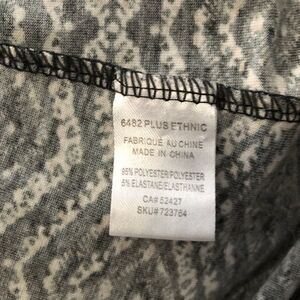 6482 PLUS ETHNIC
FABRIQUE AU CHINE
MADE IN CHINA
95% POLYESTER/POLYESTER
5% ELASTANE/ELASTHANNE
CA# 52427
SKU# 723764